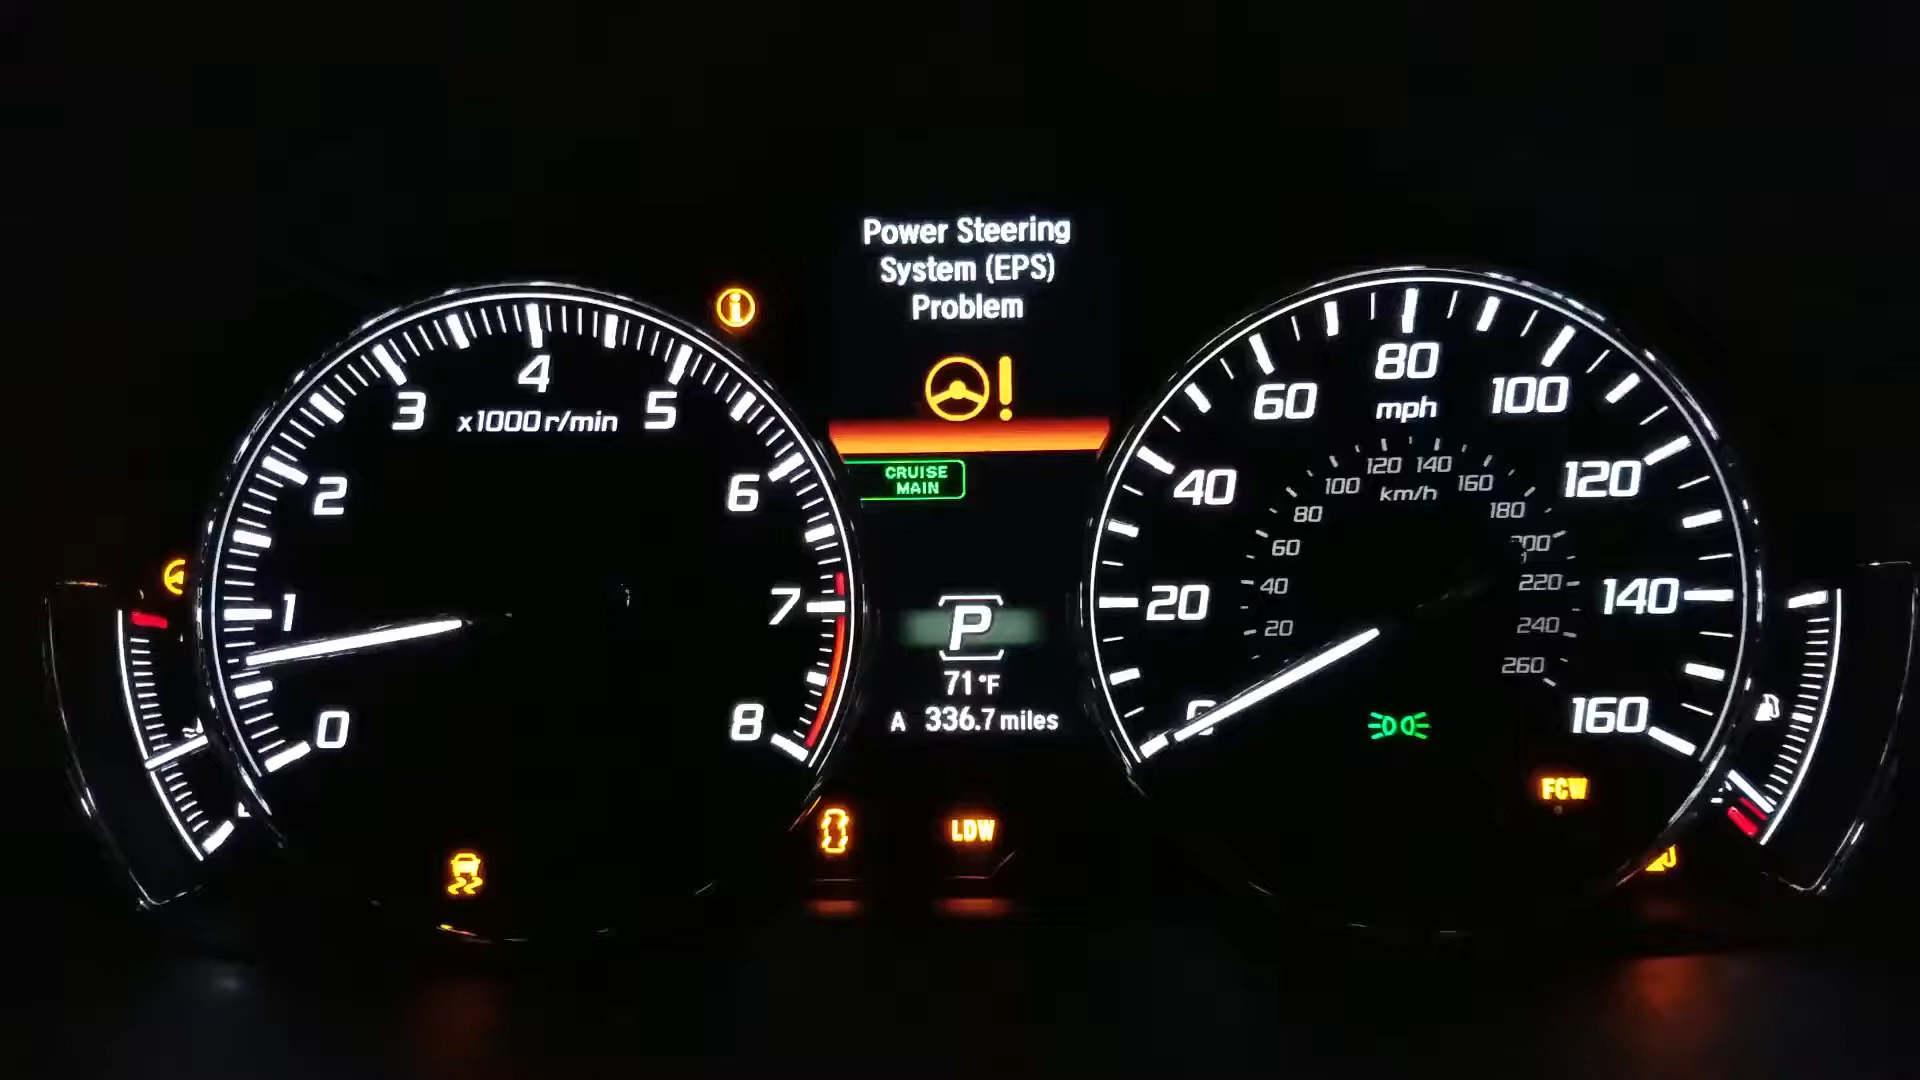 Power Steering
System (EPS)
Problem
CRUISE
MAIN
0
1
2
3
4
5
6
7
8
x1000 r/min
P
71°F
A 336.7 miles
20
40
60
80
100
120
140
160
mph
20
40
60
80
100
120
140
160
180
220
240
260
km/h
LDW
FCW